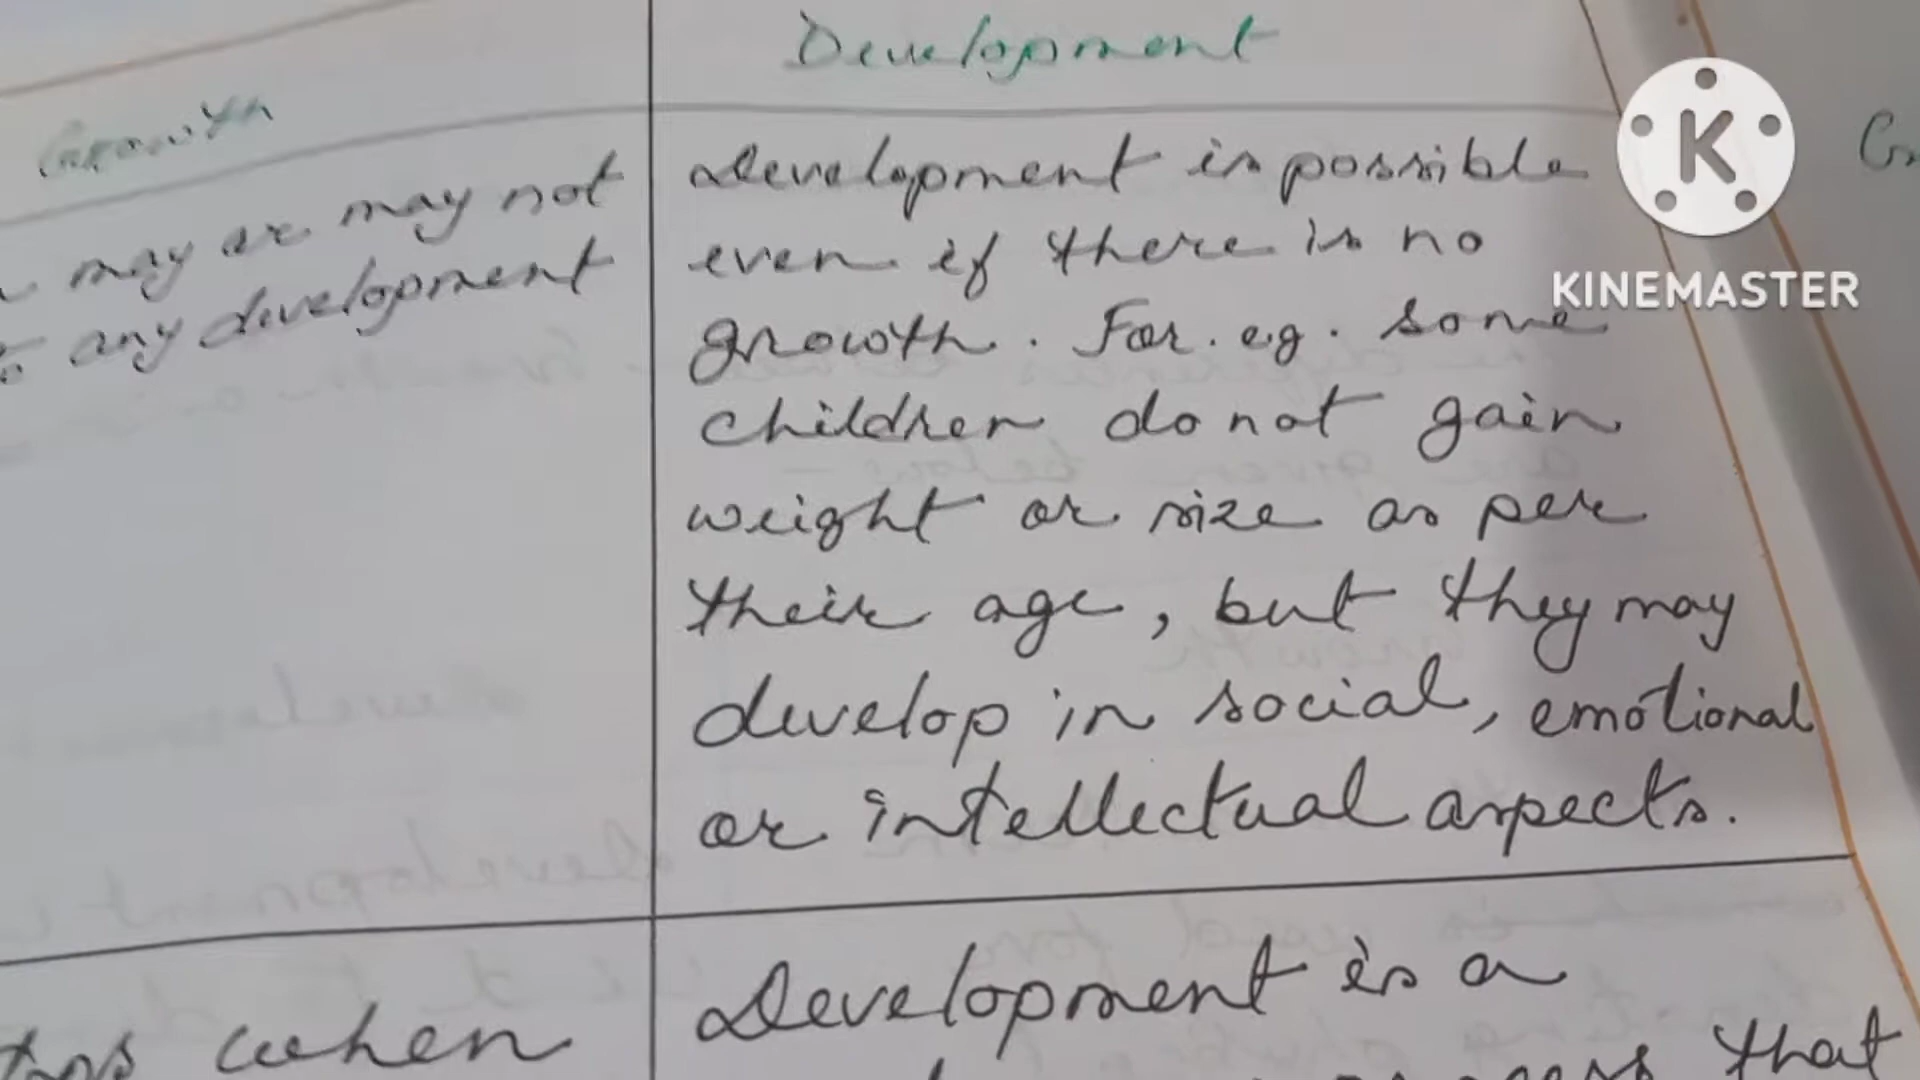 Growth
may or may not
any development
Development
Development is possible
even if there is no
growth. For. eg. some
children do not gain
weight or size as per
their age, but they may
develop in social, emotional
or intellectual aspects.
when
Development is a
that
KINEMASTER